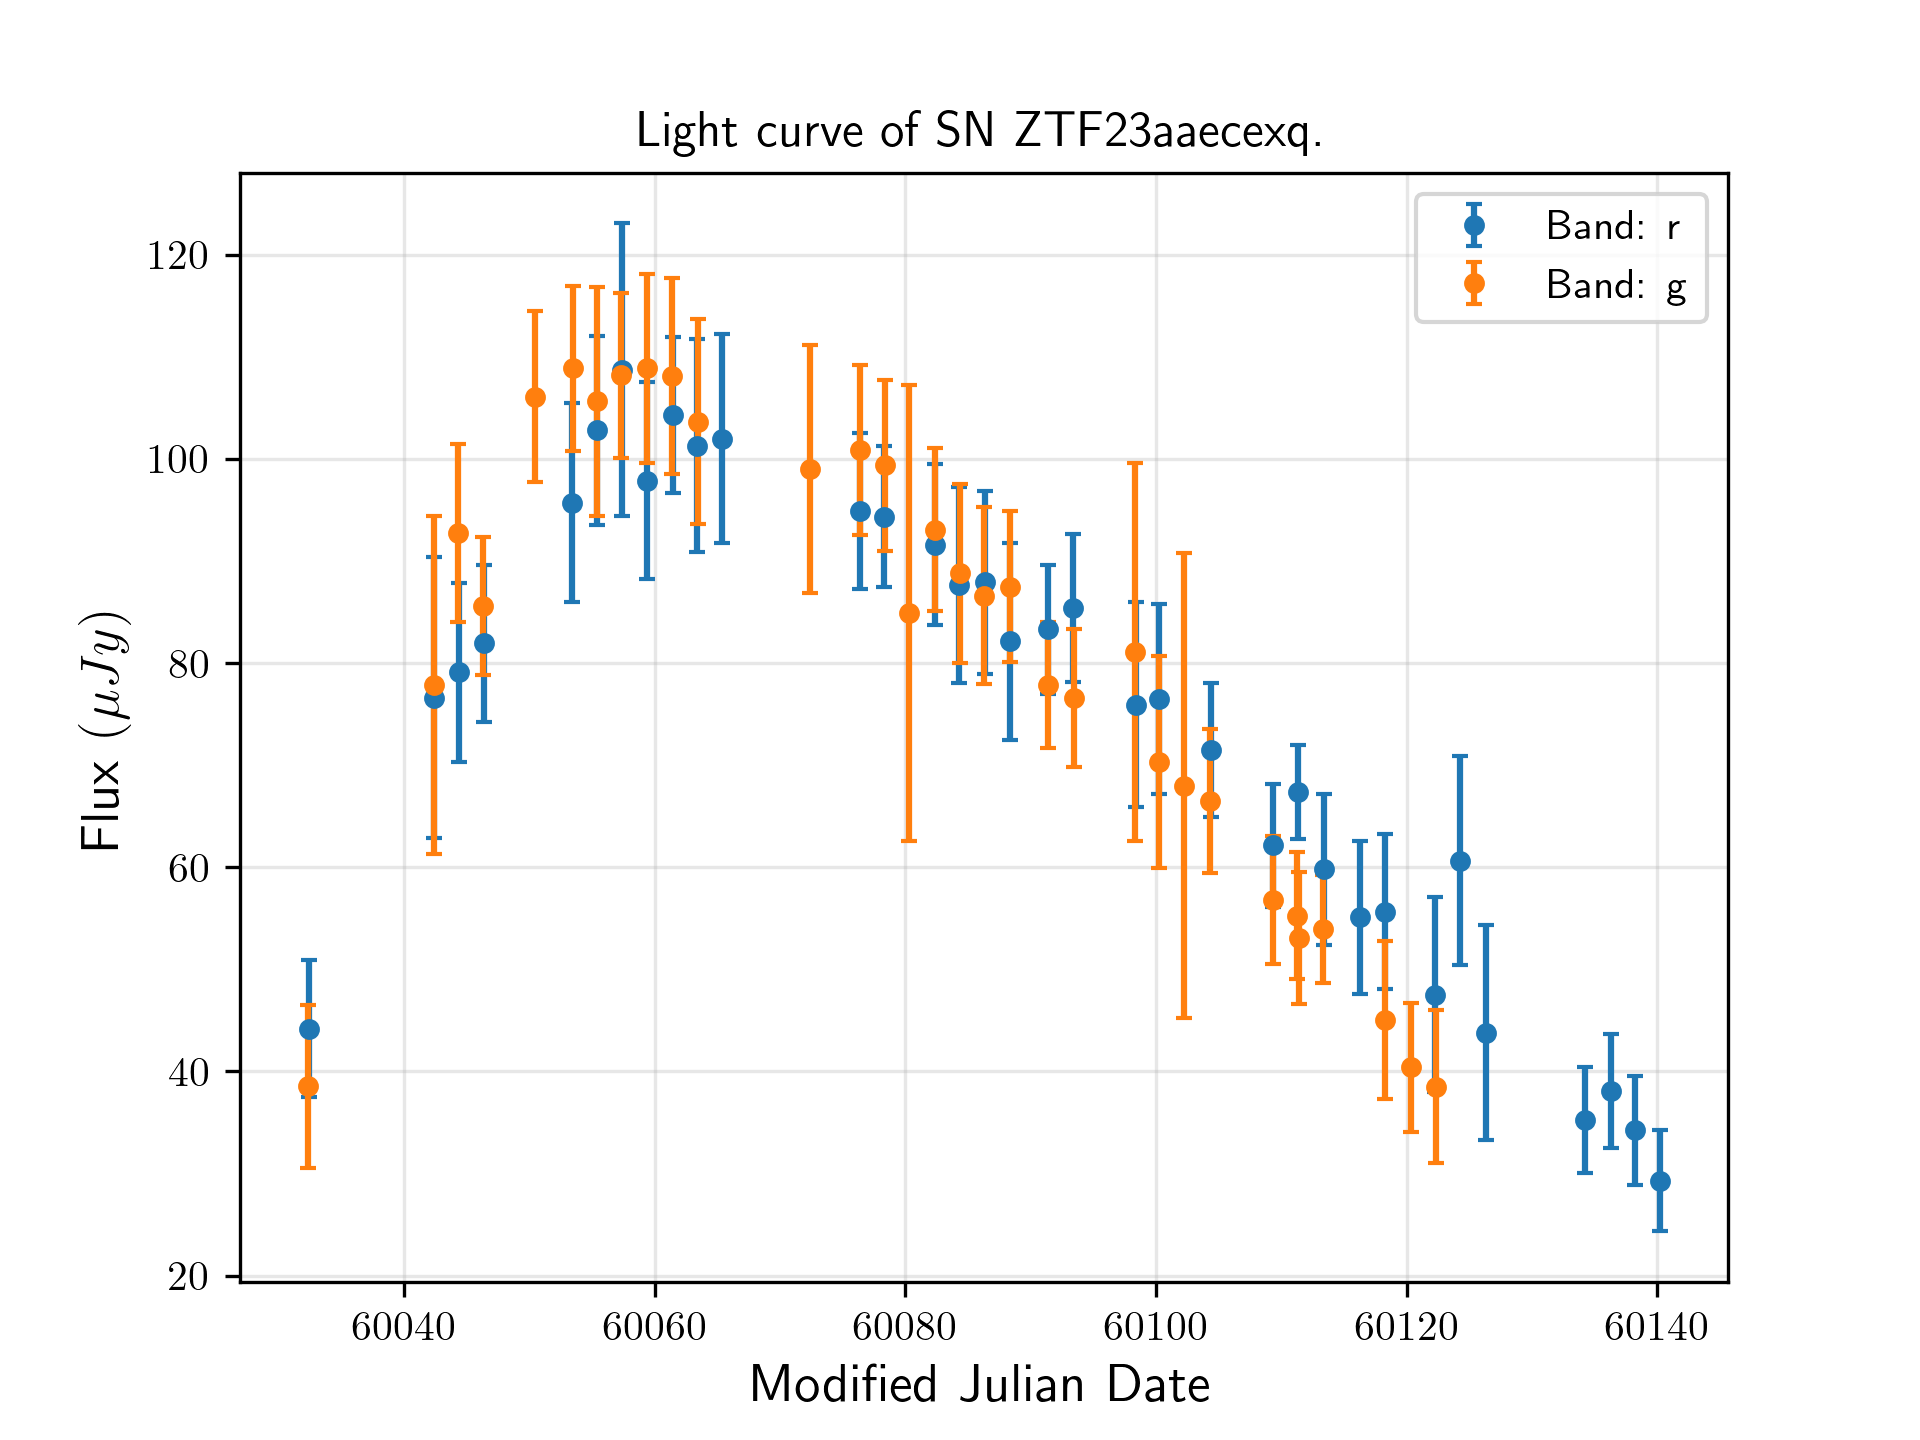 Light curve of SN ZTF23aaecexq.
Band: r
Band: g
120
100
80
60
40
20
Flux (μJy)
60040 60060 60080 60100 60120 60140
Modified Julian Date